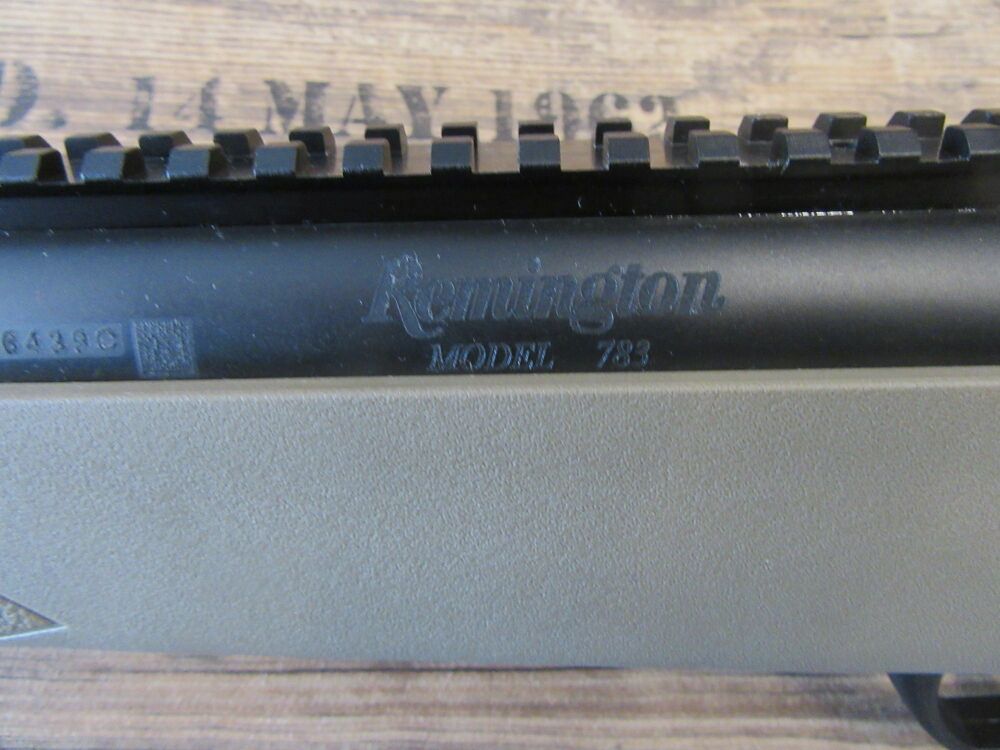 D. 14 MAY 1962
Remington
6439C
MODEL 783